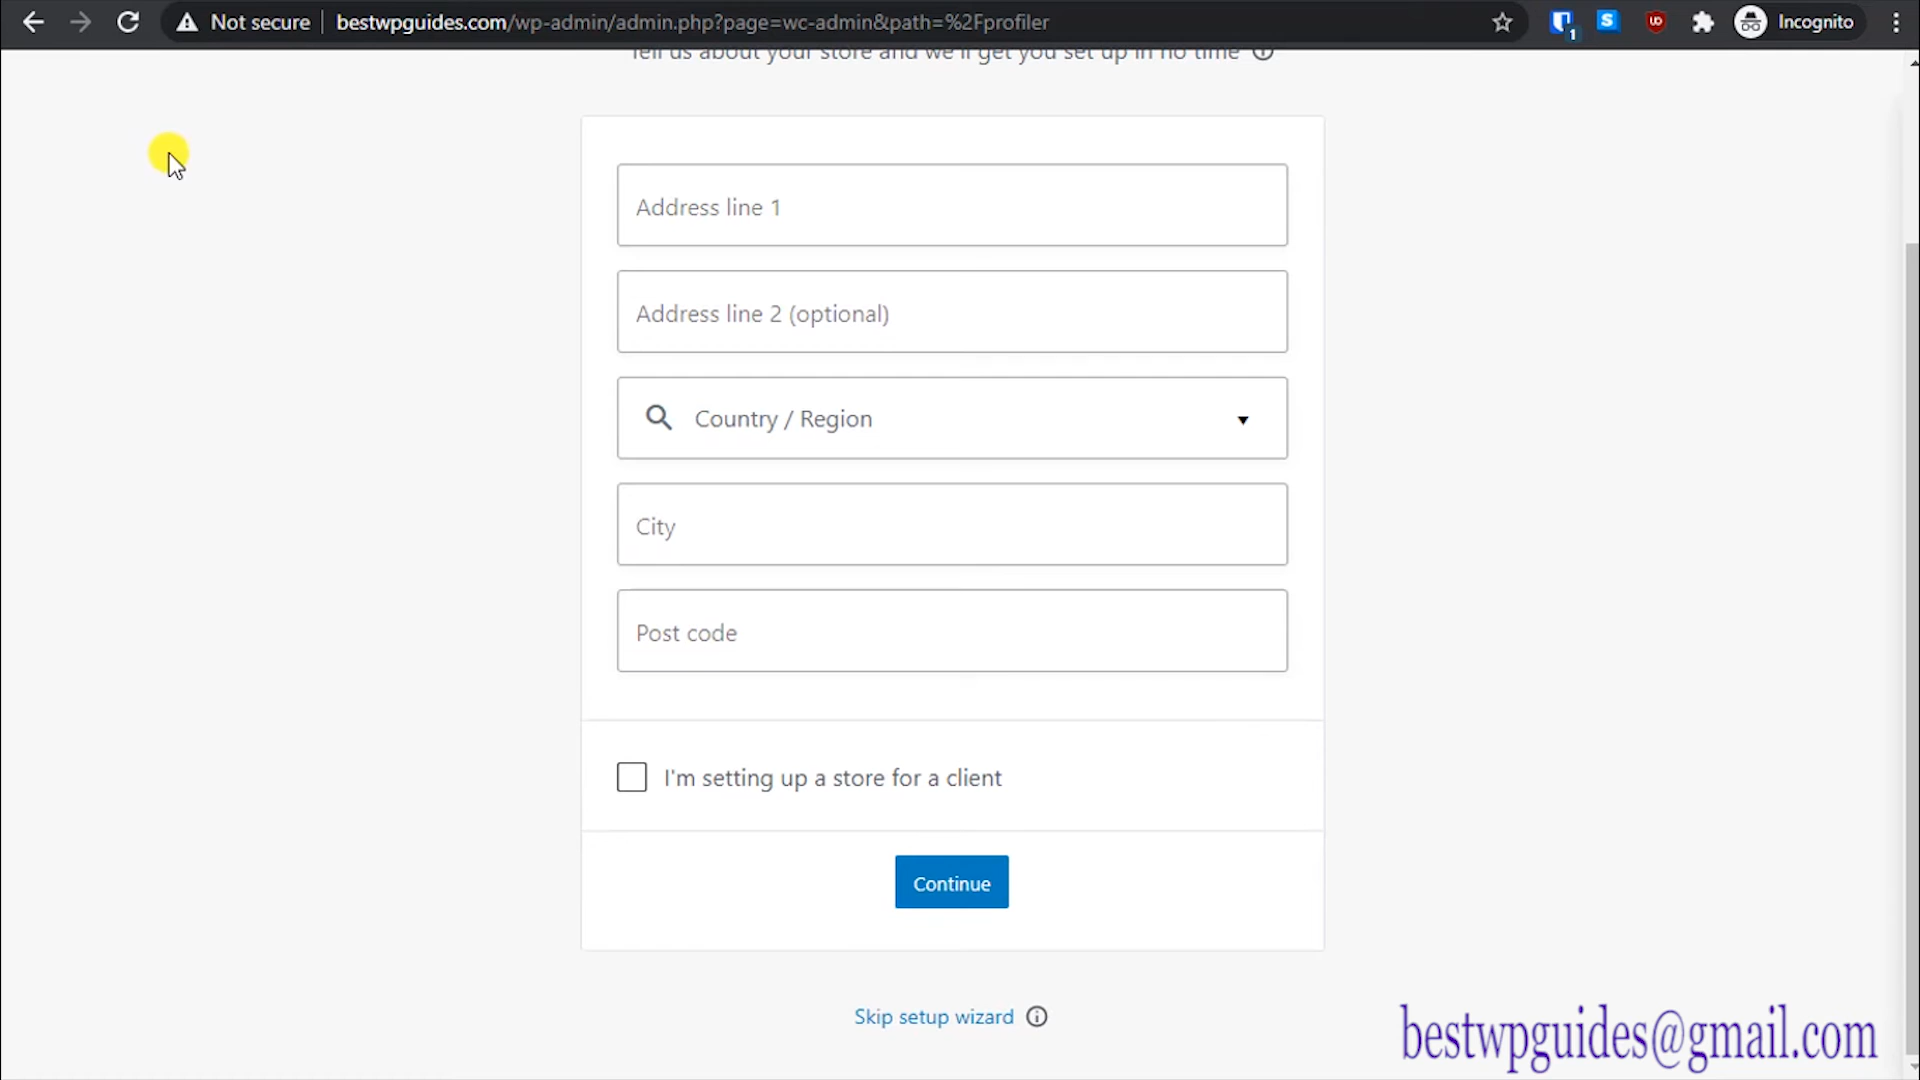 Not secure
bestwpguides.com/wp-admin/admin.php?page=wc-admin&path=%2Fprofiler
S
1
Incognito
Tell us about your store and we'll get you set up in no time
Address line 1
Address line 2 (optional)
Country / Region
City
Post code
I'm setting up a store for a client
Continue
Skip setup wizard
bestwpguides@gmail.com